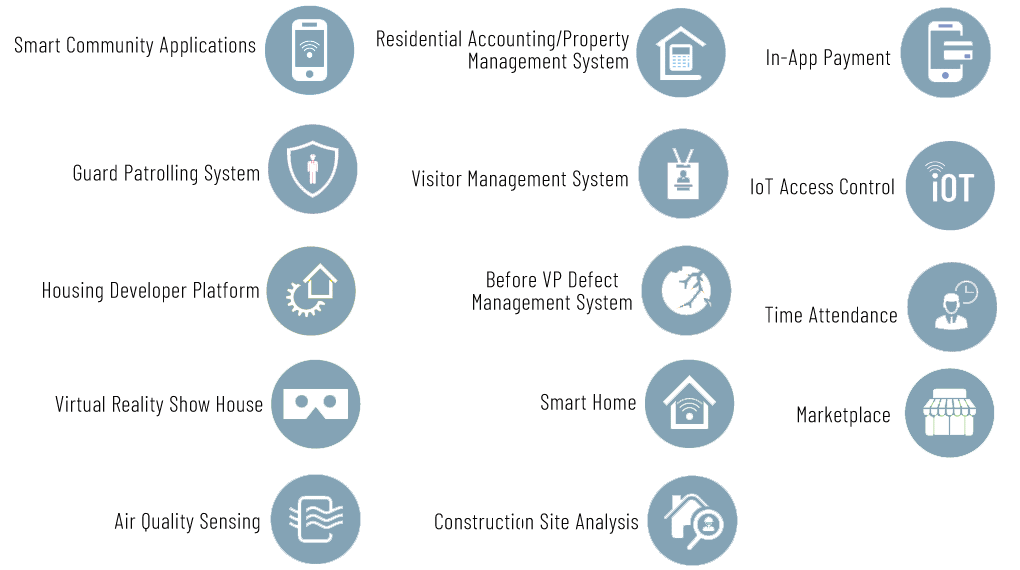 Smart Community Applications
Residential Accounting/Property
Management System
In-App Payment
Guard Patrolling System
Visitor Management System
IoT Access Control
iOT
Housing Developer Platform
Before VP Defect
Management System
Time Attendance
Virtual Reality Show House
Smart Home
Marketplace
Air Quality Sensing
Construction Site Analysis